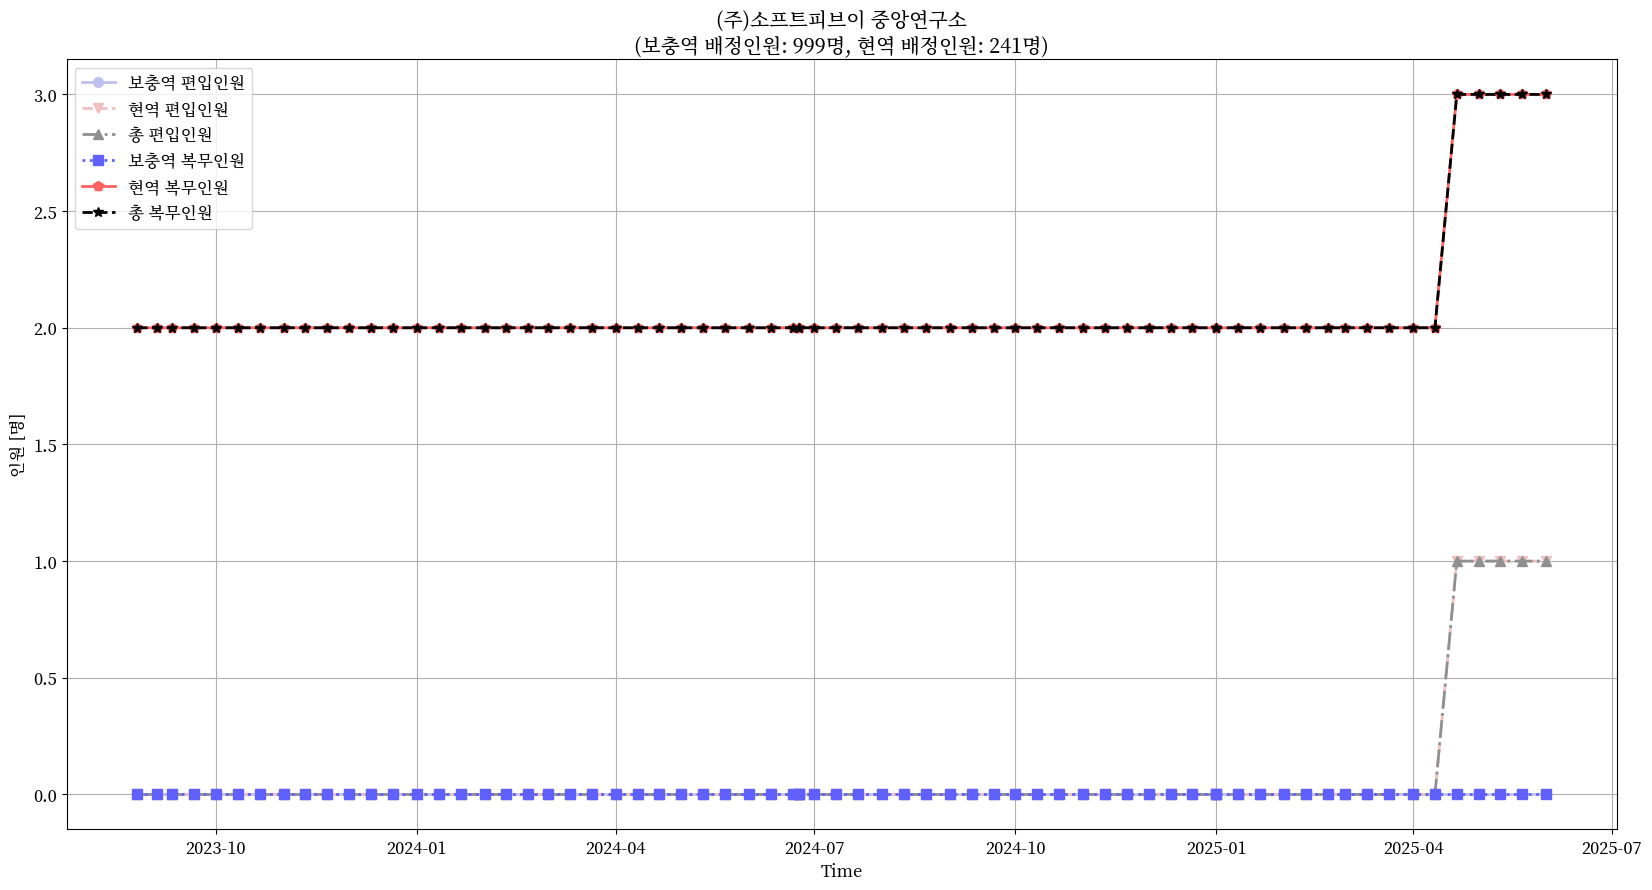 (주)소프트피브이 중앙연구소
(보충역 배정인원: 999명, 현역 배정인원: 241명)
보충역 편입인원
현역 편입인원
총 편입인원
보충역 복무인원
현역 복무인원
총 복무인원
3.0
2.5
2.0
1.5
1.0
0.5
0.0
인원 [명]
2023-10
2024-01
2024-04
2024-07
2024-10
2025-01
2025-04
2025-07
Time